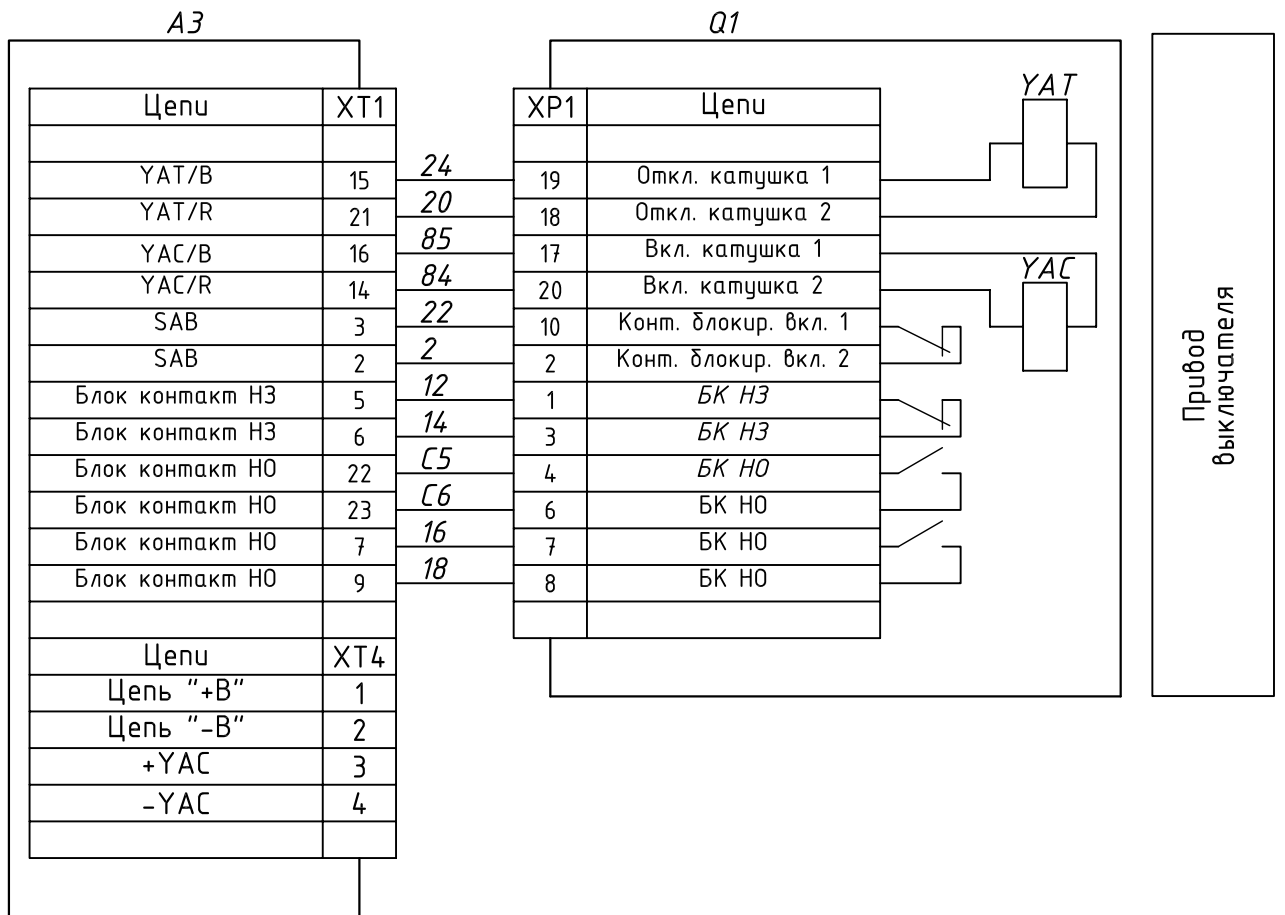 А3
Q1
Цепи XT1
XP1 Цепи
YAT
YAT/B 15 24 19 Откл. катушка 1
YAT/R 21 20 18 Откл. катушка 2
YAC/B 16 85 17 Вкл. катушка 1
YAC
YAC/R 14 84 20 Вкл. катушка 2
SAB 3 22 10 Конт. блокир. вкл. 1
SAB 2 2 2 Конт. блокир. вкл. 2
Блок контакт НЗ 5 12 1 БК НЗ
Блок контакт НЗ 6 14 3 БК НЗ
Блок контакт НО 22 C5 4 БК НО
Блок контакт НО 23 C6 6 БК НО
Блок контакт НО 7 16 7 БК НО
Блок контакт НО 9 18 8 БК НО
Цепи XT4
Цепь "+В" 1
Цепь "-В" 2
+YAC 3
-YAC 4
Привод
выключателя